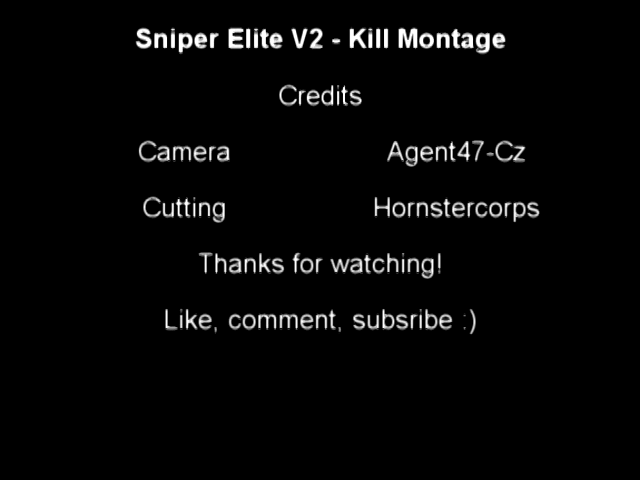 Sniper Elite V2 - Kill Montage
Credits
Camera Agent47-Cz
Cutting Hornstercorps
Thanks for watching!
Like, comment, subsribe :)